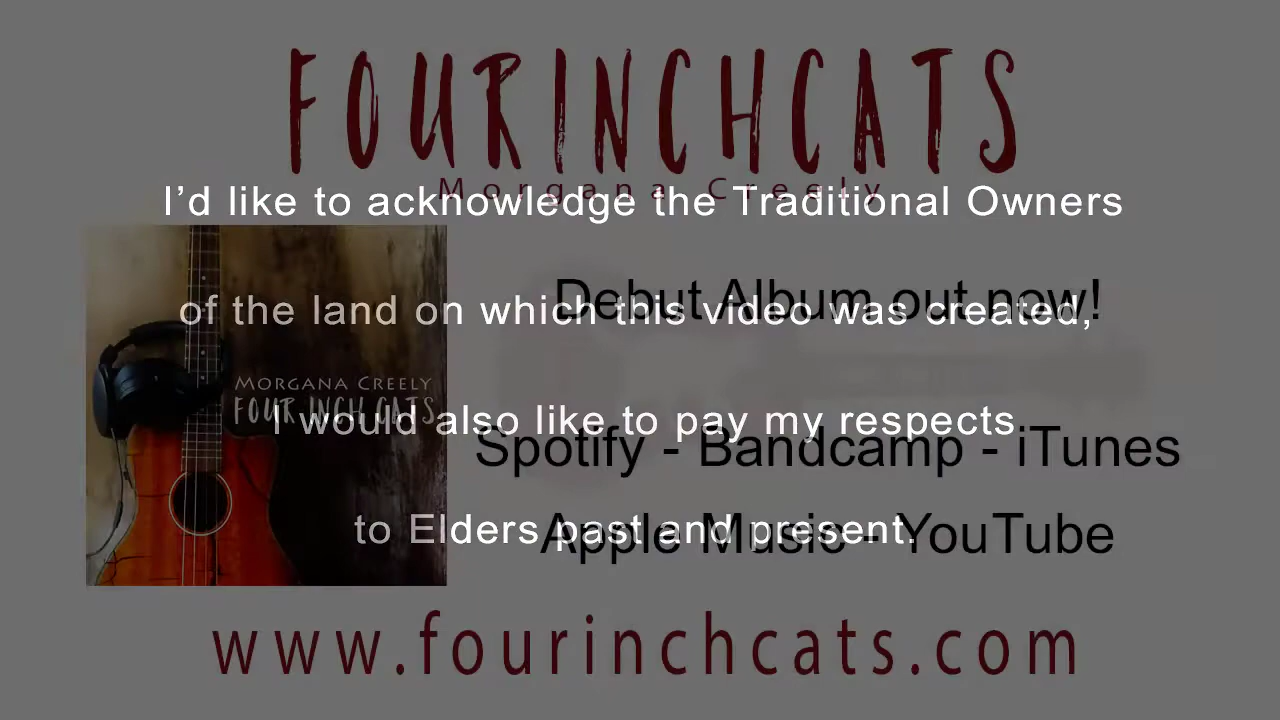 FOURINCHCATS
Morgana Creely
I’d like to acknowledge the Traditional Owners
of the land on which this video was created,
I would also like to pay my respects
to Elders past and present.
Debut Album out now!
MORGANA CREELY
FOUR INCH CATS
Spotify - Bandcamp - iTunes
Apple Music - YouTube
www.fourinchcats.com